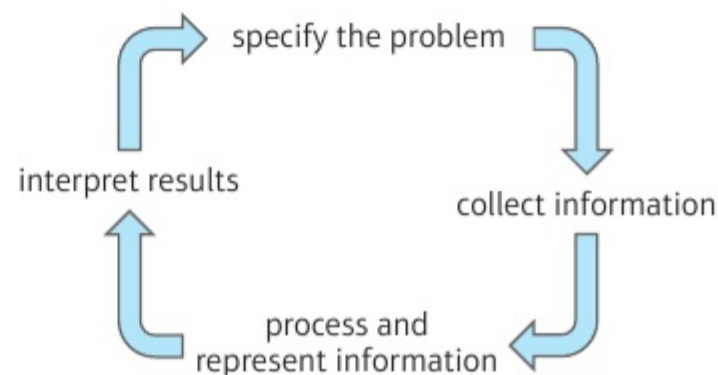 specify the problem
collect information
process and
represent information
interpret results